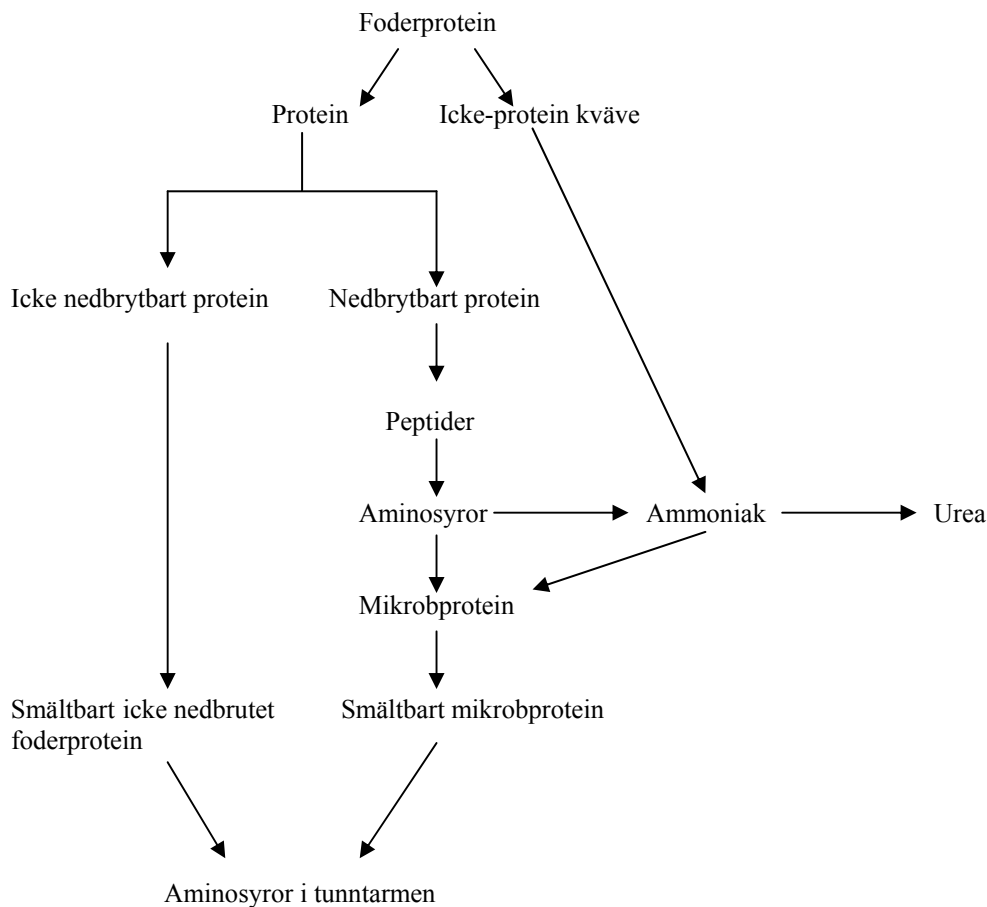 Foderprotein
Protein
Icke-protein kväve
Icke nedbrytbart protein
Nedbrytbart protein
Peptider
Aminosyror
Ammoniak
Urea
Mikrobprotein
Smältbart icke nedbrutet
foderprotein
Smältbart mikrobprotein
Aminosyror i tunntarmen